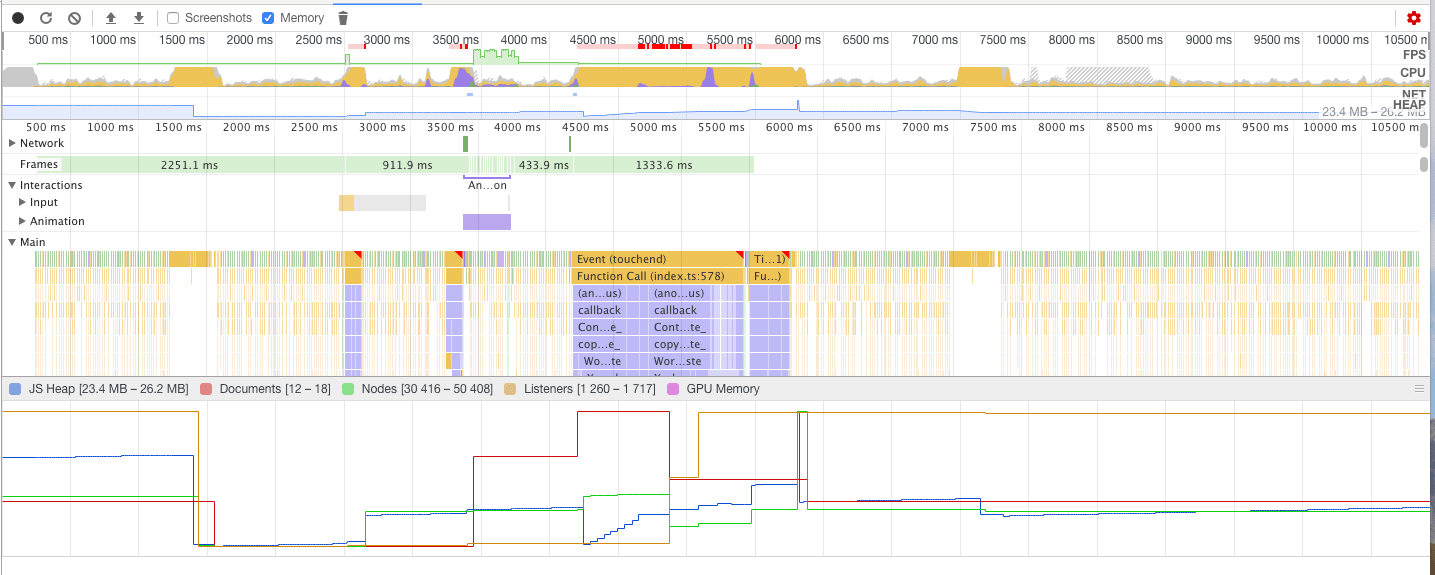 Screenshots Memory
500 ms 1000 ms 1500 ms 2000 ms 2500 ms 3000 ms 3500 ms 4000 ms 4500 ms 5000 ms 5500 ms 6000 ms 6500 ms 7000 ms 7500 ms 8000 ms 8500 ms 9000 ms 9500 ms 10000 ms 10500 m
FPS
CPU
NET
HEAP
23.4 MB – 26.2 MB
500 ms 1000 ms 1500 ms 2000 ms 2500 ms 3000 ms 3500 ms 4000 ms 4500 ms 5000 ms 5500 ms 6000 ms 6500 ms 7000 ms 7500 ms 8000 ms 8500 ms 9000 ms 9500 ms 10000 ms 10500 m
Network
Frames 2251.1 ms 911.9 ms 433.9 ms 1333.6 ms
Interactions An…on
Input
Animation
Main
Event (touchend) Ti…1)
Function Call (index.ts:578) Fu…)
(an…us) (ano…us)
callback callback
Con…e_ Cont…te_
cop…e_ copy…te_
Wo…te Wor…ste
JS Heap [23.4 MB – 26.2 MB] Documents [12 – 18] Nodes [30 416 – 50 408] Listeners [1 260 – 1 717] GPU Memory